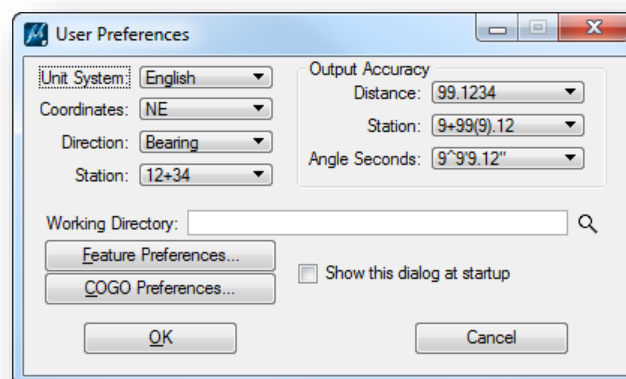 User Preferences
Unit System: English
Coordinates: NE
Direction: Bearing
Station: 12+34
Output Accuracy
Distance: 99.1234
Station: 9+99(9).12
Angle Seconds: 9^9'9.12"
Working Directory:
Feature Preferences...
COGO Preferences...
Show this dialog at startup
OK
Cancel